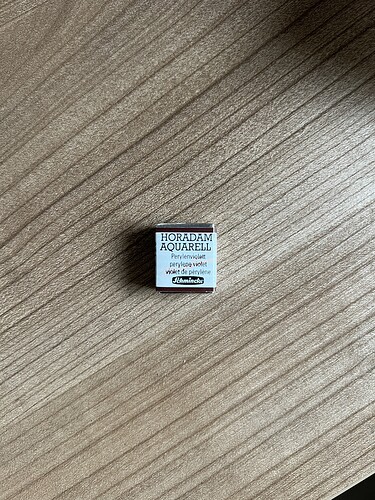 HORADAM
AQUARELL
Perylenviolett
perylene violet
violet de pérylène
Schmincke